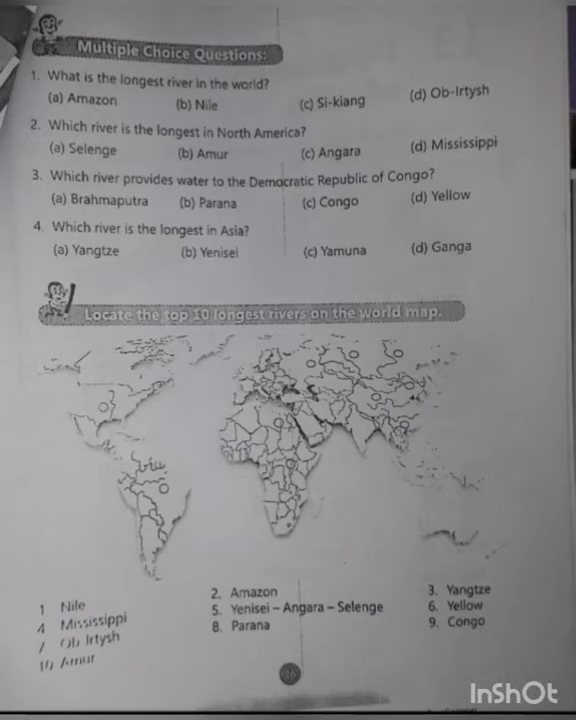 Multiple Choice Questions:
1. What is the longest river in the world?
(a) Amazon (b) Nile (c) Si-kiang (d) Ob-Irtysh
2. Which river is the longest in North America?
(a) Selenge (b) Amur (c) Angara (d) Mississippi
3. Which river provides water to the Democratic Republic of Congo?
(a) Brahmaputra (b) Parana (c) Congo (d) Yellow
4. Which river is the longest in Asia?
(a) Yangtze (b) Yenisei (c) Yamuna (d) Ganga
Locate the top 10 longest rivers on the world map.
1 Nile 2. Amazon 3. Yangtze
4 Mississippi 5. Yenisei – Angara – Selenge 6. Yellow
7 Ob Irtysh 8. Parana 9. Congo
10 Amur
26
InShOt